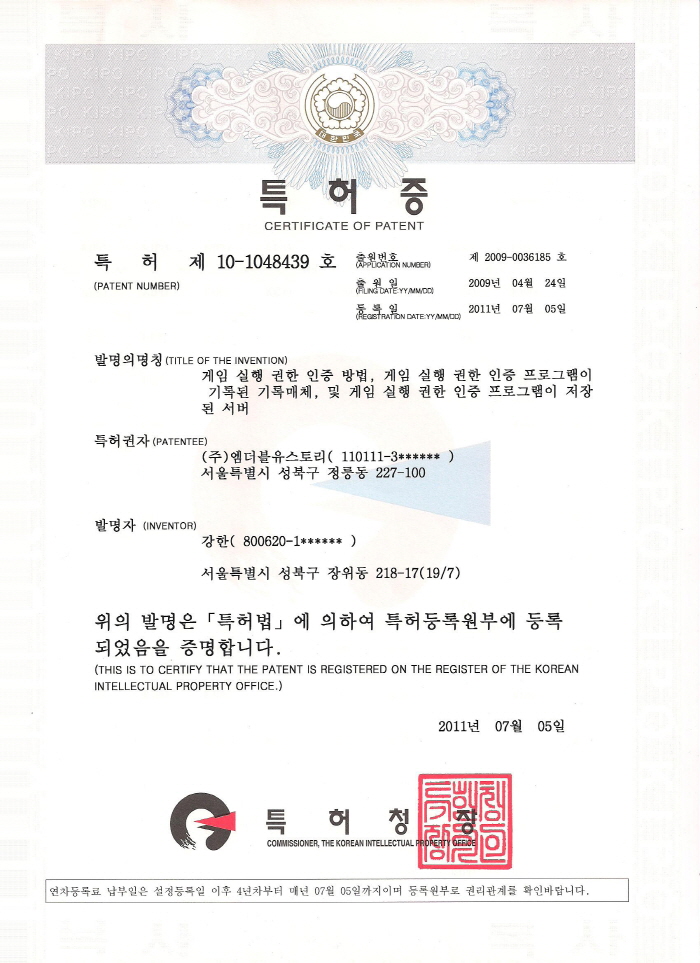 KIPO KIPO KIPO KIPO
대한민국
특 허 증
CERTIFICATE OF PATENT
특 허 제 10-1048439 호
(PATENT NUMBER)
출원번호 제 2009-0036185 호
(APPLICATION NUMBER)
출 원 일 2009년 04월 24일
(FILING DATE:YY/MM/DD)
등 록 일 2011년 07월 05일
(REGISTRATION DATE:YY/MM/DD)
발명의명칭 (TITLE OF THE INVENTION)
게임 실행 권한 인증 방법, 게임 실행 권한 인증 프로그램이
기록된 기록매체, 및 게임 실행 권한 인증 프로그램이 저장
된 서버
특허권자 (PATENTEE)
(주)엠더블유스토리( 110111-3****** )
서울특별시 성북구 정릉동 227-100
발명자 (INVENTOR)
강한( 800620-1****** )
서울특별시 성북구 장위동 218-17(19/7)
위의 발명은 「특허법」에 의하여 특허등록원부에 등록
되었음을 증명합니다.
(THIS IS TO CERTIFY THAT THE PATENT IS REGISTERED ON THE REGISTER OF THE KOREAN
INTELLECTUAL PROPERTY OFFICE.)
2011년 07월 05일
특 허 청 장
COMMISSIONER, THE KOREAN INTELLECTUAL PROPERTY OFFICE
연차등록료 납부일은 설정등록일 이후 4년차부터 매년 07월 05일까지이며 등록원부로 권리관계를 확인바랍니다.